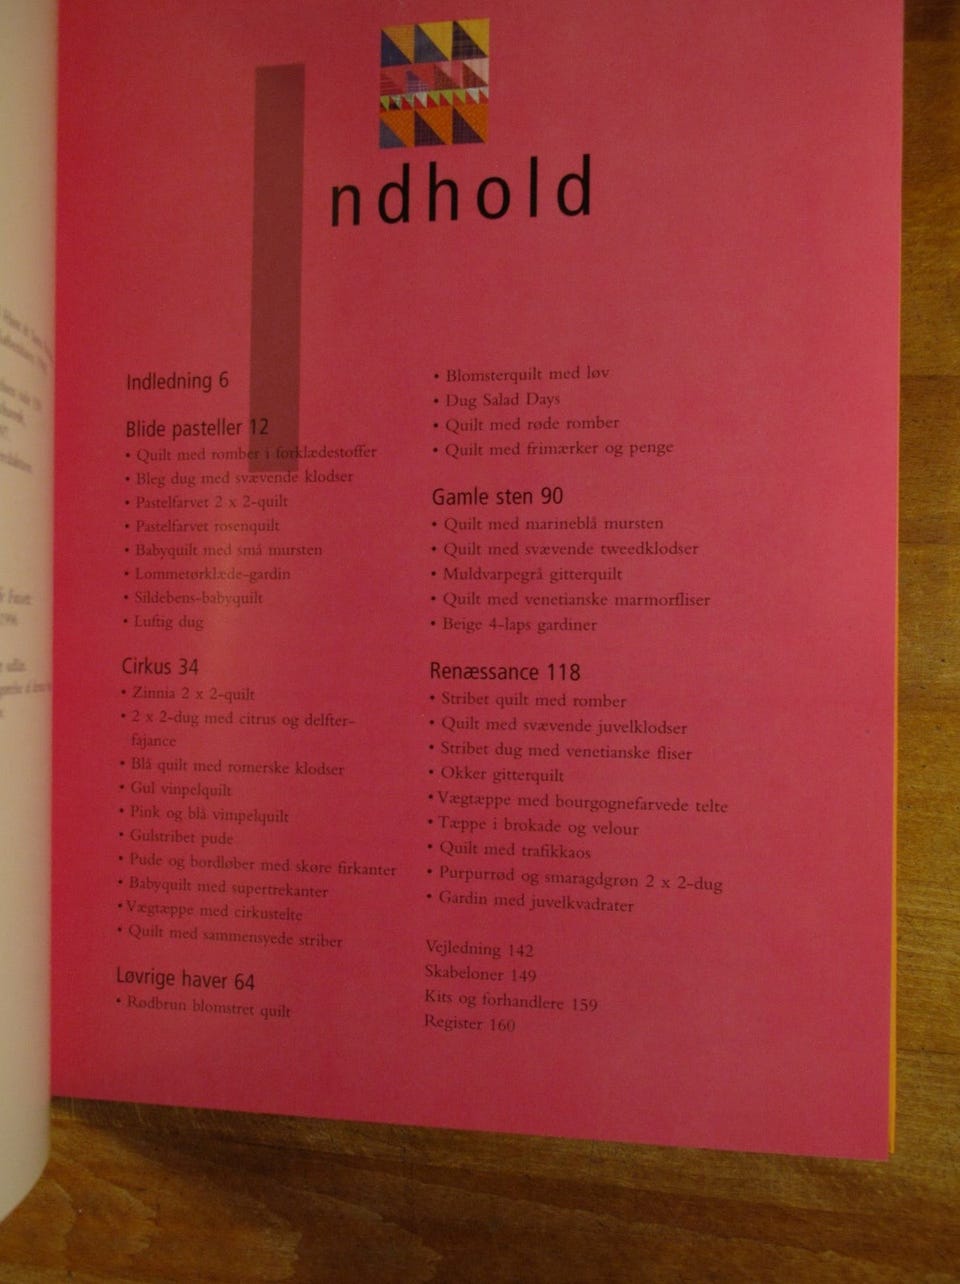 Indhold
Indledning 6
Blide pasteller 12
• Quilt med romber i forklædestoffer
• Bleg dug med svævende klodser
• Pastelfarvet 2 x 2-quilt
• Pastelfarvet rosenquilt
• Babyquilt med små mursten
• Lommetørklæde-gardin
• Sildebens-babyquilt
• Luftig dug
Cirkus 34
• Zinnia 2 x 2-quilt
• 2 x 2-dug med citrus og delfter-
fajance
• Blå quilt med romerske klodser
• Gul vinpelquilt
• Pink og blå vimpelquilt
• Gulstribet pude
• Pude og bordløber med skøre firkanter
• Babyquilt med supertrekanter
• Vægtæppe med cirkustelte
• Quilt med sammensyede striber
Løvrige haver 64
• Rødbrun blomstret quilt
• Blomsterquilt med løv
• Dug Salad Days
• Quilt med røde romber
• Quilt med frimærker og penge
Gamle sten 90
• Quilt med marineblå mursten
• Quilt med svævende tweedklodser
• Muldvarpegrå gitterquilt
• Quilt med venetianske marmorfliser
• Beige 4-laps gardiner
Renæssance 118
• Stribet quilt med romber
• Quilt med svævende juvelklodser
• Stribet dug med venetianske fliser
• Okker gitterquilt
• Vægtæppe med bourgognefarvede telte
• Tæppe i brokade og velour
• Quilt med trafikkaos
• Purpurrød og smaragdgrøn 2 x 2-dug
• Gardin med juvelkvadrater
Vejledning 142
Skabeloner 149
Kits og forhandlere 159
Register 160